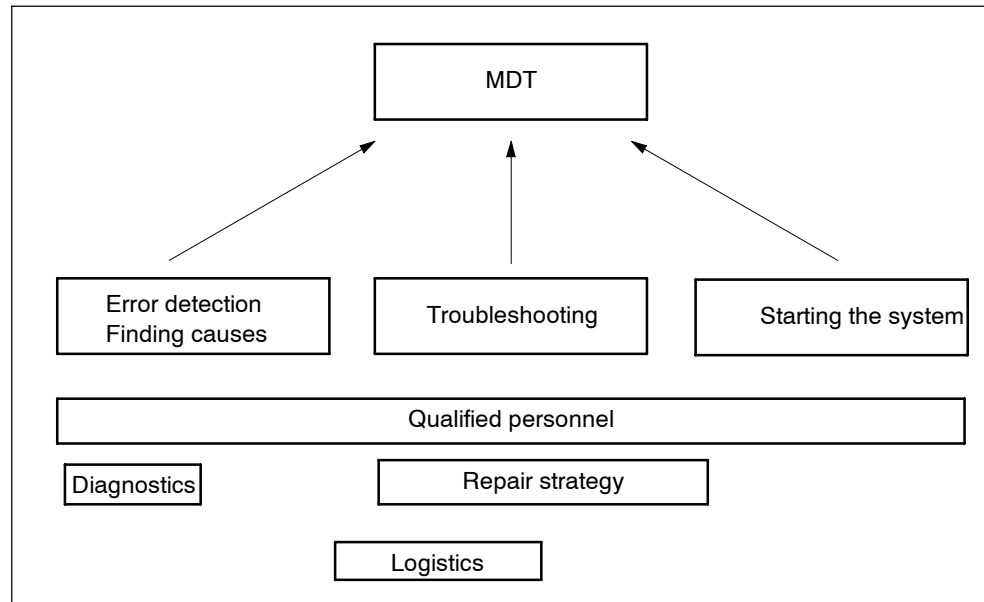 MDT
Error detection
Finding causes
Troubleshooting
Starting the system
Qualified personnel
Diagnostics
Repair strategy
Logistics